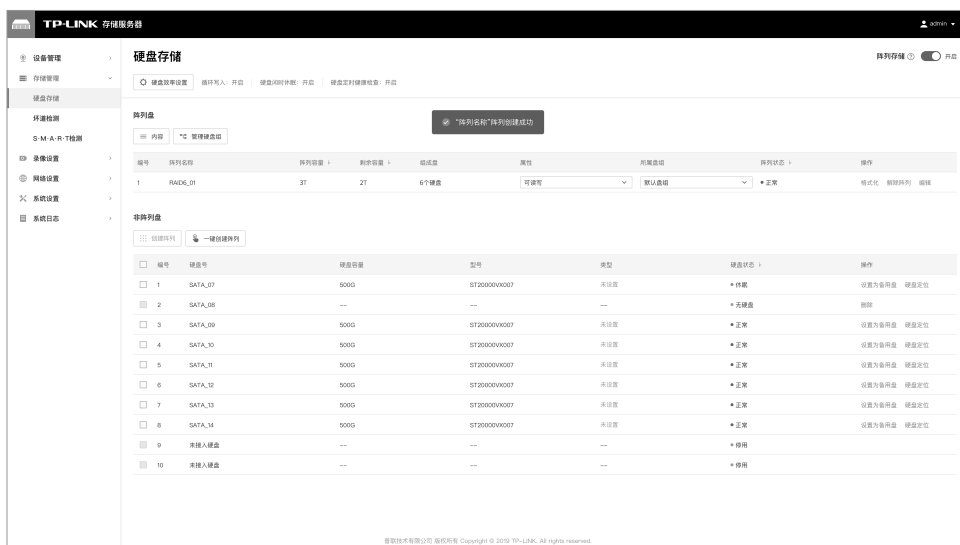 TP-LINK 存储服务器
admin
设备管理
存储管理
硬盘存储
坏道检测
S·M·A·R·T检测
录像设置
网络设置
系统设置
系统日志
硬盘存储
阵列存储 开启
硬盘效率设置 循环写入：开启 硬盘闲时休眠：开启 硬盘定时健康检查：开启
“阵列名称”阵列创建成功
阵列盘
内容 管理硬盘组
编号 阵列名称 阵列容量 剩余容量 组成盘 属性 所属盘组 阵列状态 操作
1 RAID5_01 3T 2T 6个硬盘 可读写 默认盘组 正常 格式化 解除阵列 编辑
非阵列盘
创建阵列 一键创建阵列
编号 硬盘号 硬盘容量 型号 类型 硬盘状态 操作
1 SATA_07 500G ST20000VX007 未设置 休眠 设置为备用盘 硬盘定位
2 SATA_08 -- -- -- 无硬盘 删除
3 SATA_09 500G ST20000VX007 未设置 正常 设置为备用盘 硬盘定位
4 SATA_10 500G ST20000VX007 未设置 正常 设置为备用盘 硬盘定位
5 SATA_11 500G ST20000VX007 未设置 正常 设置为备用盘 硬盘定位
6 SATA_12 500G ST20000VX007 未设置 正常 设置为备用盘 硬盘定位
7 SATA_13 500G ST20000VX007 未设置 正常 设置为备用盘 硬盘定位
8 SATA_14 500G ST20000VX007 未设置 正常 设置为备用盘 硬盘定位
9 未接入硬盘 -- -- -- 停用
10 未接入硬盘 -- -- -- 停用
普联技术有限公司 版权所有 Copyright © 2019 TP-LINK. All rights reserved.